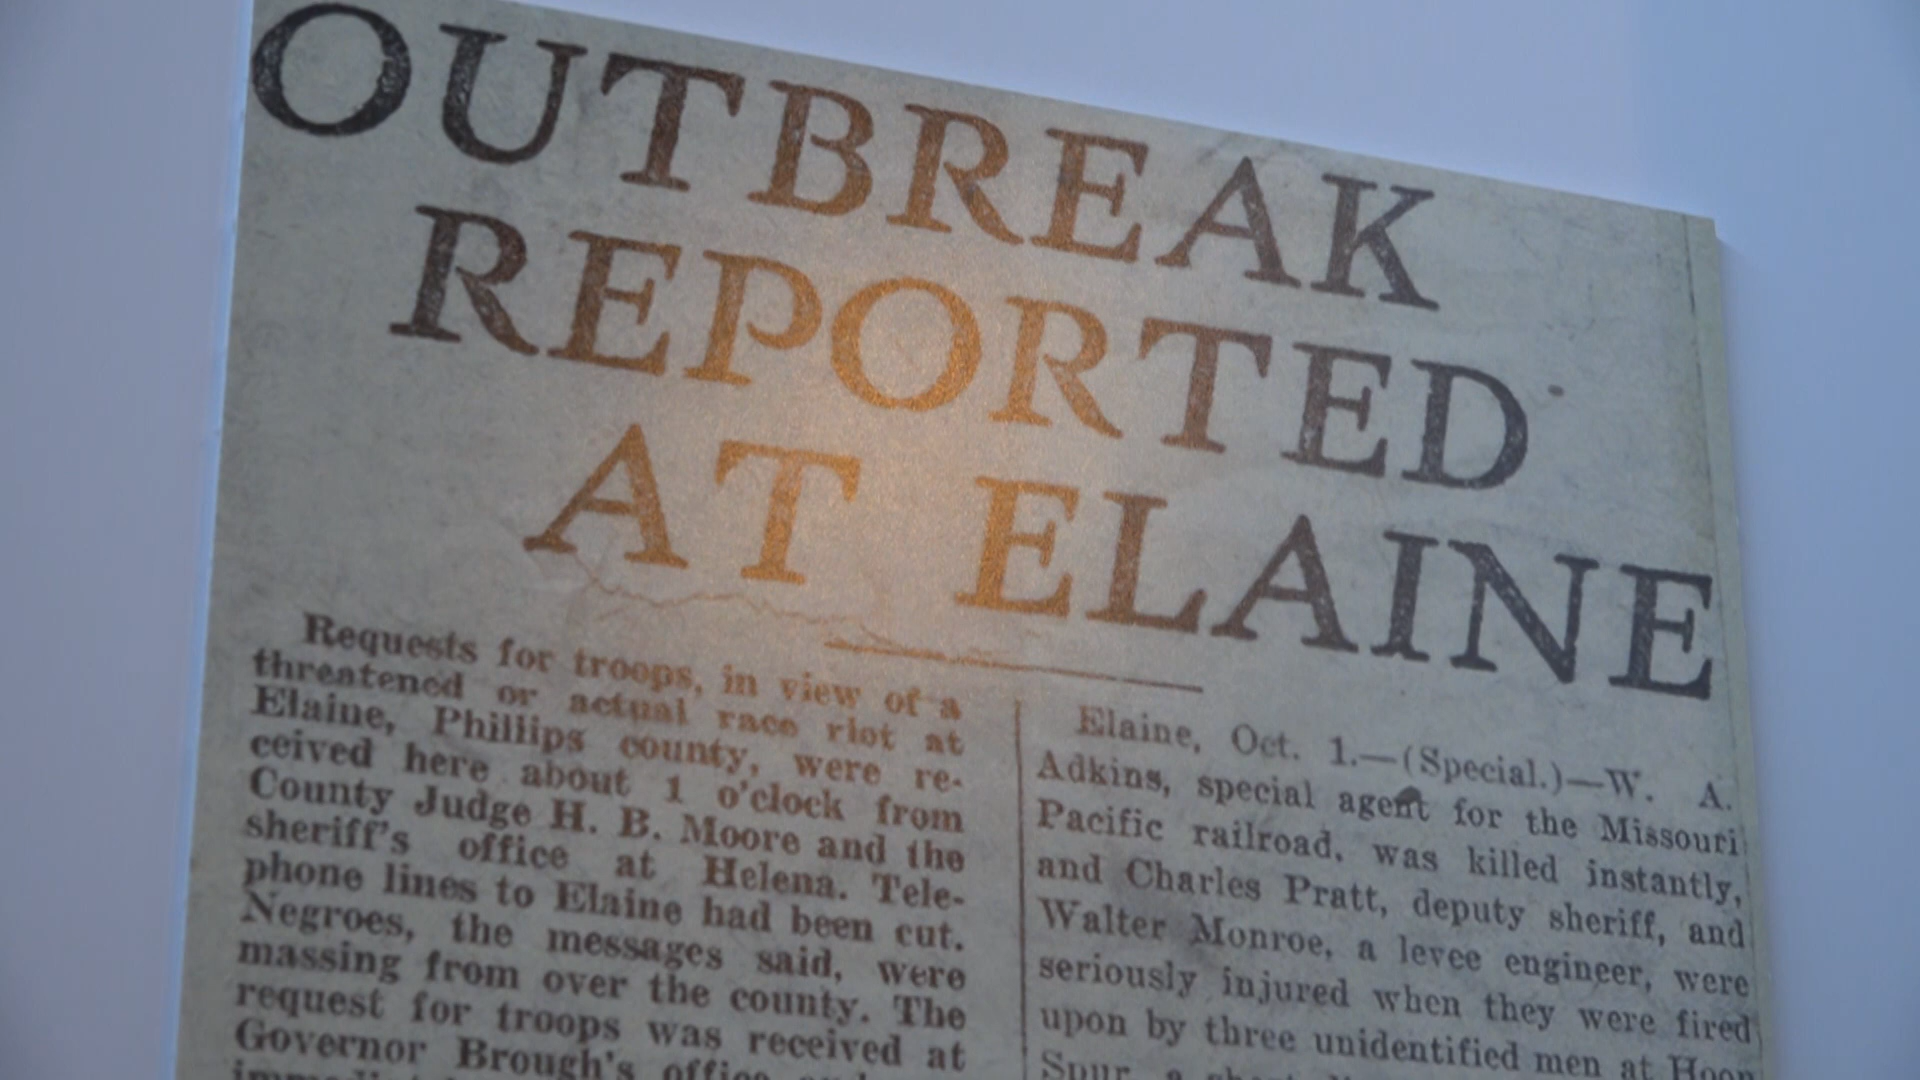 OUTBREAK
REPORTED
AT ELAINE
Requests for troops, in view of a
threatened or actual race riot at
Elaine, Phillips county, were re-
ceived here about 1 o'clock from
County Judge H. B. Moore and the
sheriff's office at Helena. Tele-
phone lines to Elaine had been cut.
Negroes, the messages said, were
massing from over the county. The
request for troops was received at
Governor Brough's office
Elaine, Oct. 1.—(Special.)—W. A.
Adkins, special agent for the Missouri
Pacific railroad, was killed instantly,
and Charles Pratt, deputy sheriff, and
Walter Monroe, a levee engineer, were
seriously injured when they were fired
upon by three unidentified men at Hoop
Spur, a short